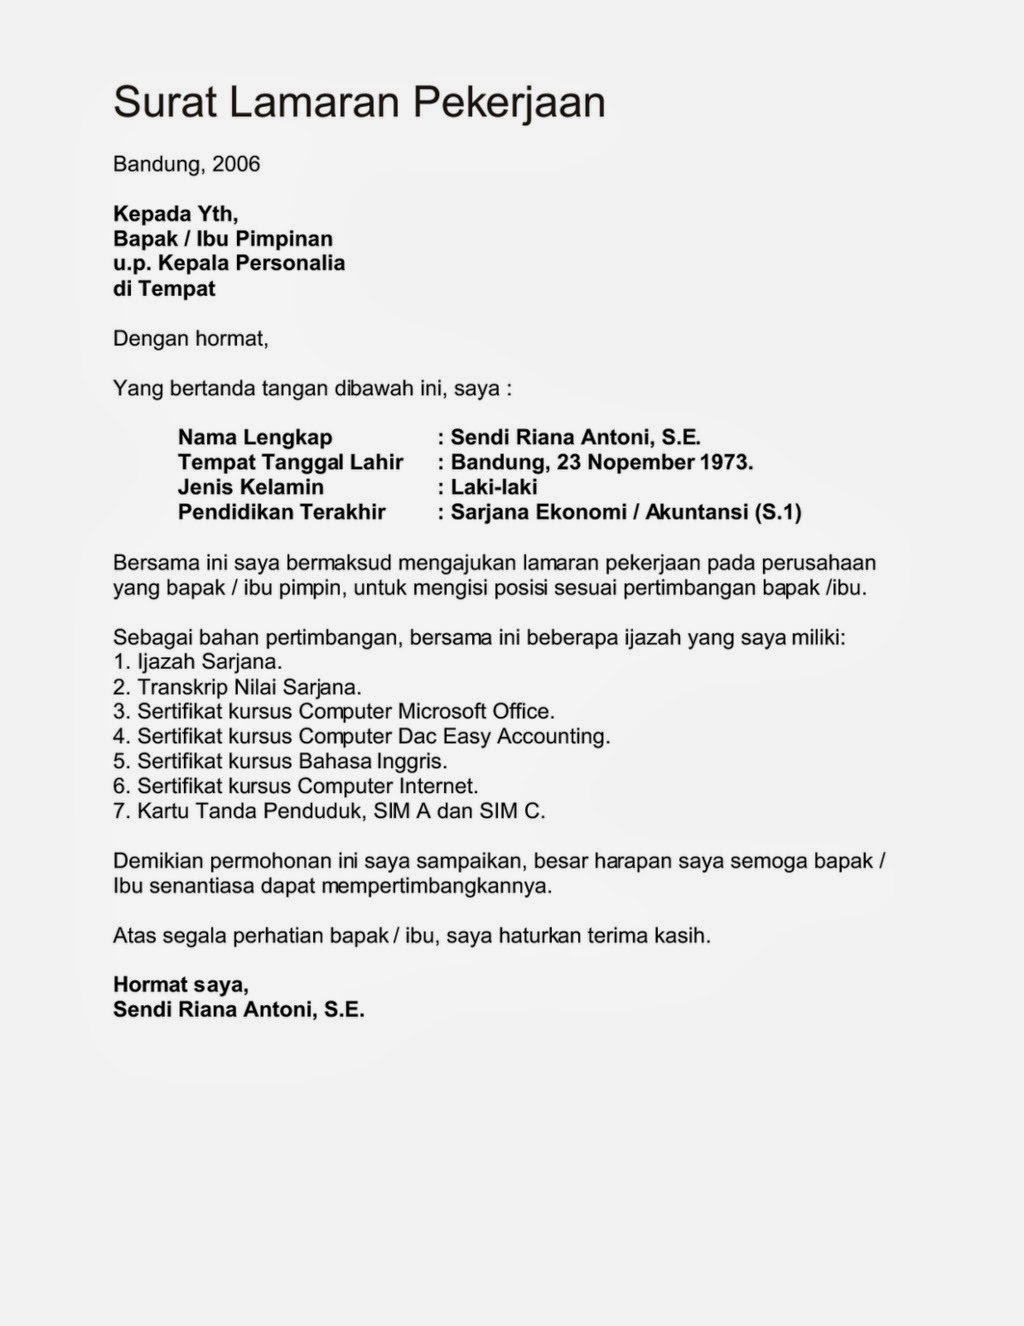 Surat Lamaran Pekerjaan
Bandung, 2006
Kepada Yth,
Bapak / Ibu Pimpinan
u.p. Kepala Personalia
di Tempat
Dengan hormat,
Yang bertanda tangan dibawah ini, saya :
Nama Lengkap : Sendi Riana Antoni, S.E.
Tempat Tanggal Lahir : Bandung, 23 Nopember 1973.
Jenis Kelamin : Laki-laki
Pendidikan Terakhir : Sarjana Ekonomi / Akuntansi (S.1)
Bersama ini saya bermaksud mengajukan lamaran pekerjaan pada perusahaan
yang bapak / ibu pimpin, untuk mengisi posisi sesuai pertimbangan bapak /ibu.
Sebagai bahan pertimbangan, bersama ini beberapa ijazah yang saya miliki:
1. Ijazah Sarjana.
2. Transkrip Nilai Sarjana.
3. Sertifikat kursus Computer Microsoft Office.
4. Sertifikat kursus Computer Dac Easy Accounting.
5. Sertifikat kursus Bahasa Inggris.
6. Sertifikat kursus Computer Internet.
7. Kartu Tanda Penduduk, SIM A dan SIM C.
Demikian permohonan ini saya sampaikan, besar harapan saya semoga bapak /
Ibu senantiasa dapat mempertimbangkannya.
Atas segala perhatian bapak / ibu, saya haturkan terima kasih.
Hormat saya,
Sendi Riana Antoni, S.E.